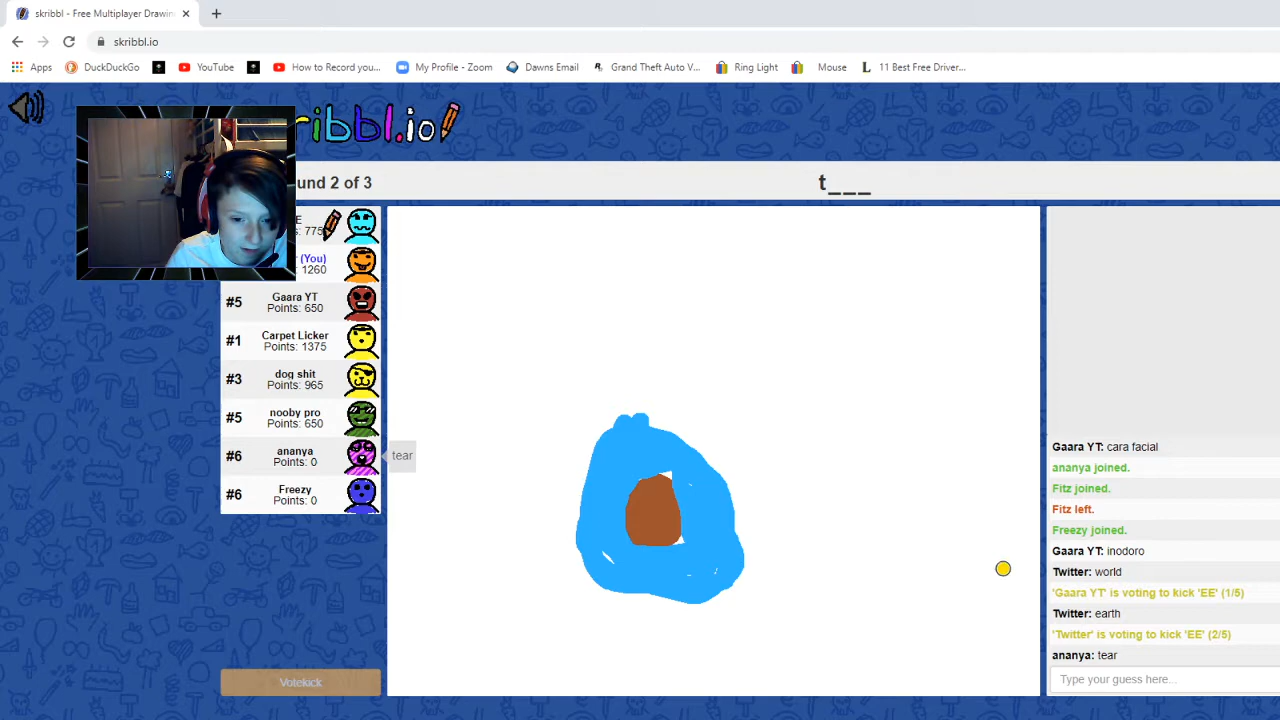 skribbl - Free Multiplayer Drawin
skribbl.io
Apps DuckDuckGo YouTube How to Record you... My Profile - Zoom Dawns Email Grand Theft Auto V... Ring Light Mouse 11 Best Free Driver...
ribbl.io
und 2 of 3
t___
E
s: 775
(You)
1260
#5 Gaara YT
Points: 650
#1 Carpet Licker
Points: 1375
#3 dog shit
Points: 965
#5 nooby pro
Points: 650
#6 ananya
Points: 0
tear
#6 Freezy
Points: 0
Votekick
Gaara YT: cara facial
ananya joined.
Fitz joined.
Fitz left.
Freezy joined.
Gaara YT: inodoro
Twitter: world
'Gaara YT' is voting to kick 'EE' (1/5)
Twitter: earth
'Twitter' is voting to kick 'EE' (2/5)
ananya: tear
Type your guess here...